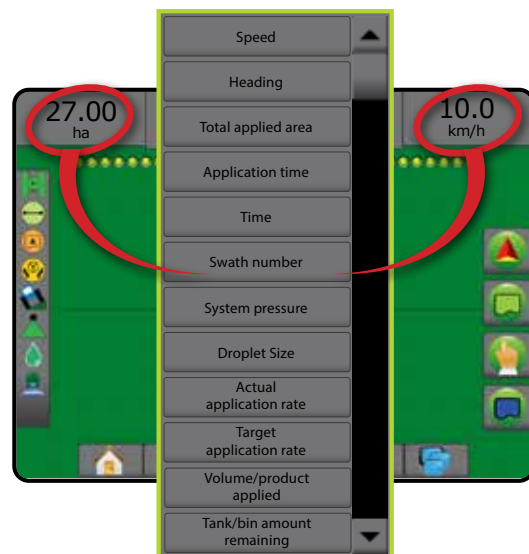 Speed
Heading
27.00
ha
10.0
km/h
Total applied area
Application time
Time
Swath number
System pressure
Droplet Size
Actual
application rate
Target
application rate
Volume/product
applied
Tank/bin amount
remaining